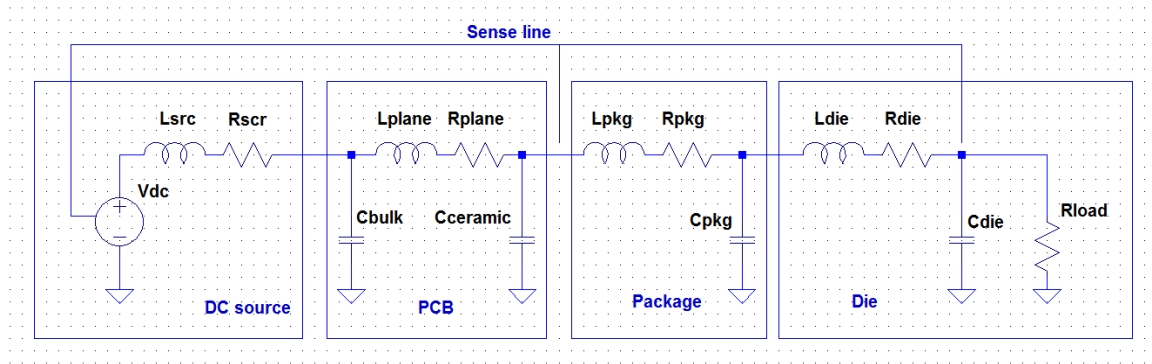 Sense line
Lsrc Rscr Lplane Rplane Lpkg Rpkg Ldie Rdie
Vdc
+
−
Cbulk Cceramic Cpkg Cdie Rload
DC source PCB Package Die